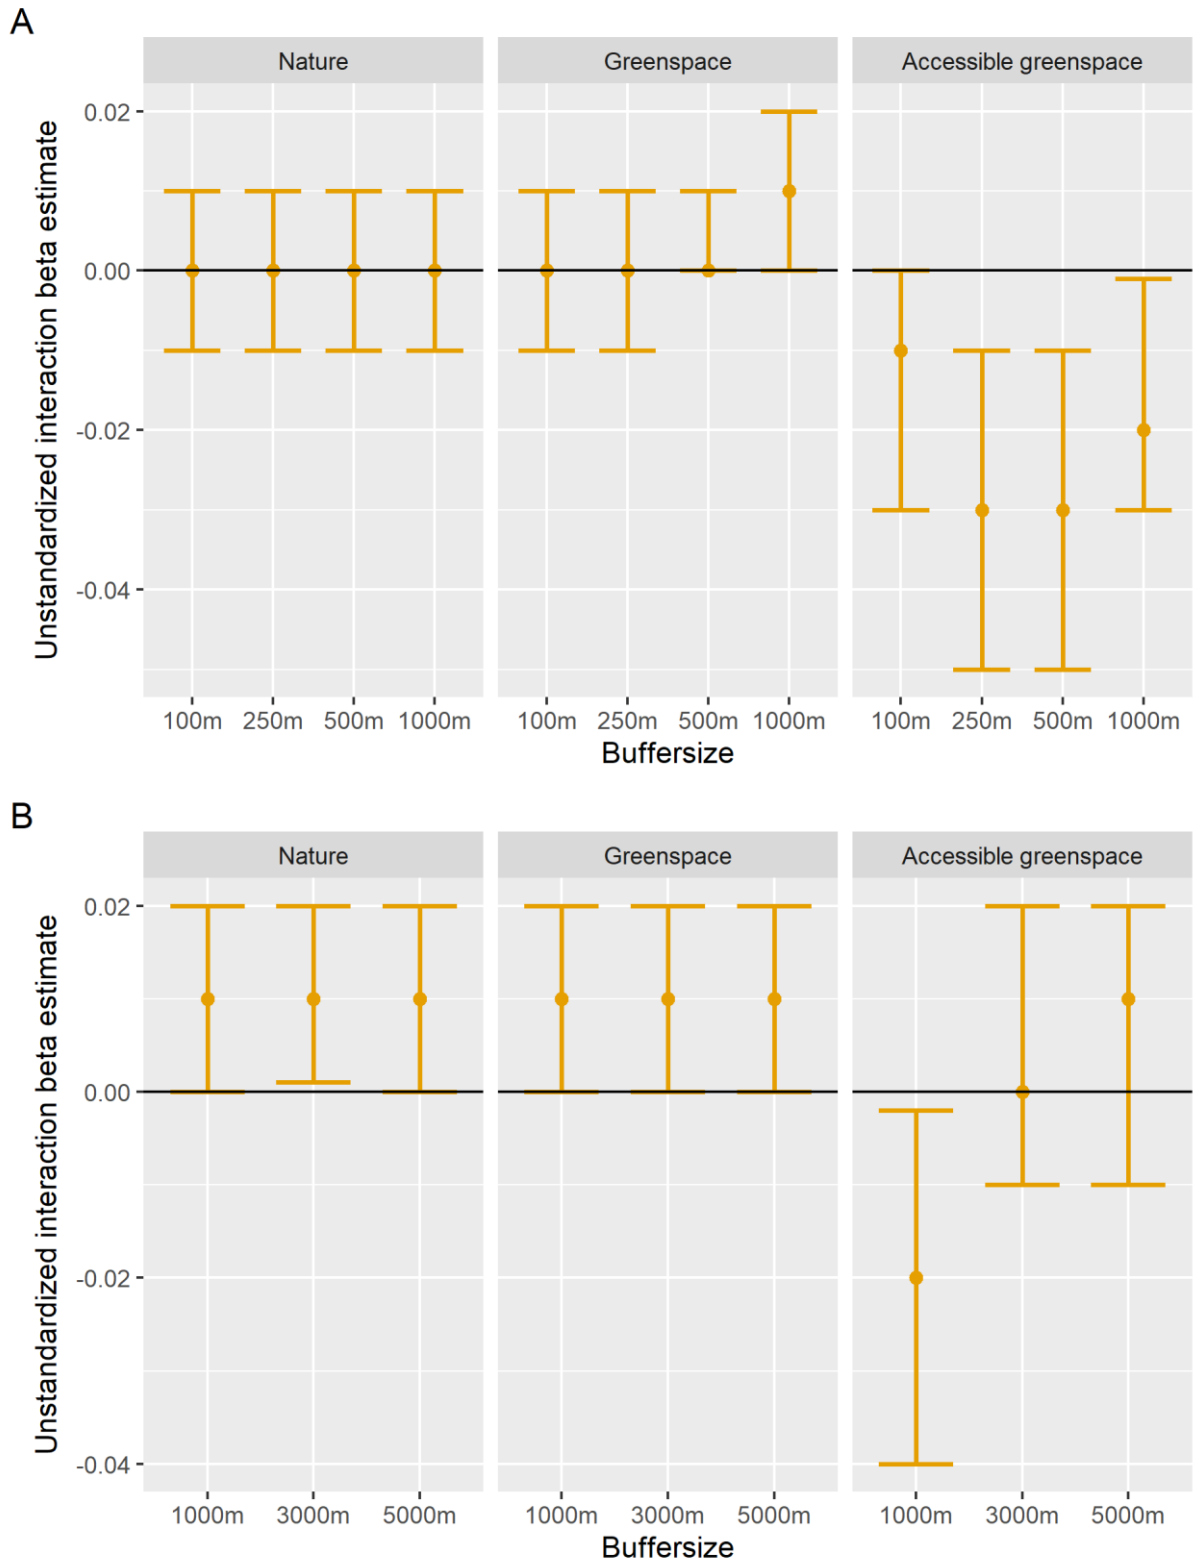 A
Nature Greenspace Accessible greenspace
Unstandardized interaction beta estimate
0.02
0.00
-0.02
-0.04
100m 250m 500m 1000m 100m 250m 500m 1000m 100m 250m 500m 1000m
Buffersize
B
Nature Greenspace Accessible greenspace
Unstandardized interaction beta estimate
0.02
0.00
-0.02
-0.04
1000m 3000m 5000m 1000m 3000m 5000m 1000m 3000m 5000m
Buffersize